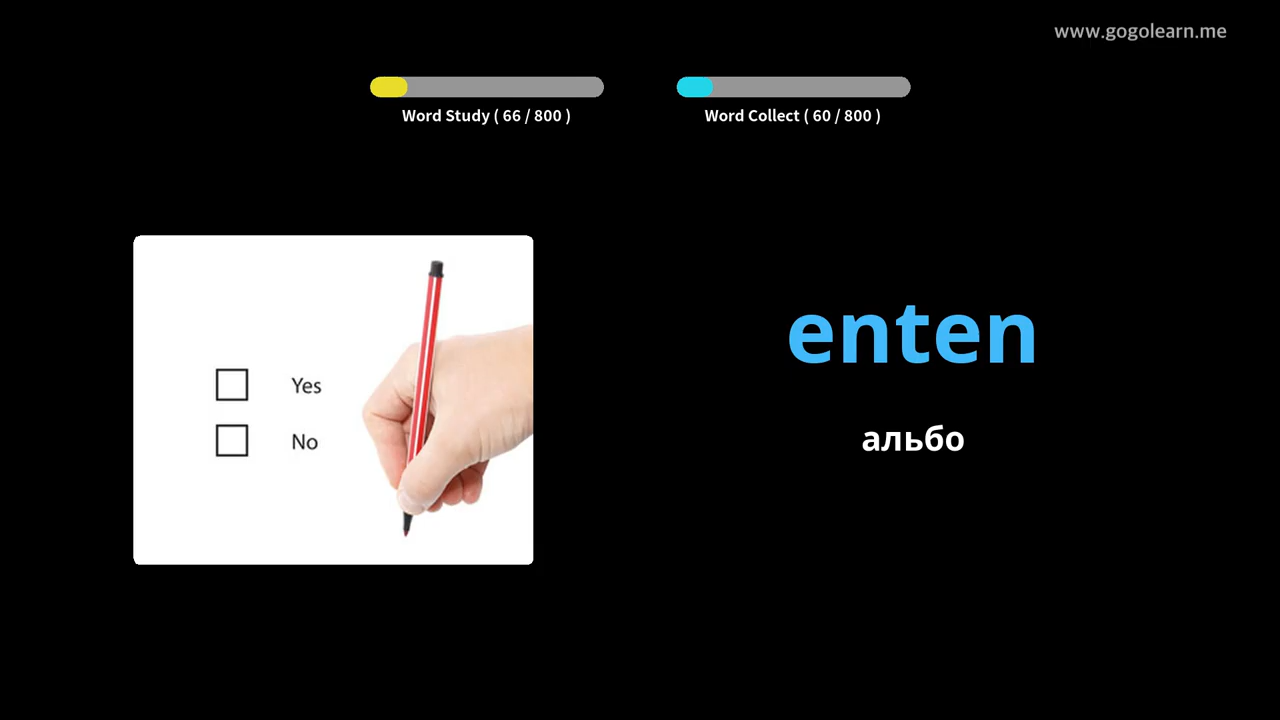 www.gogolearn.me
Word Study ( 66 / 800 )
Word Collect ( 60 / 800 )
Yes
No
enten
альбо